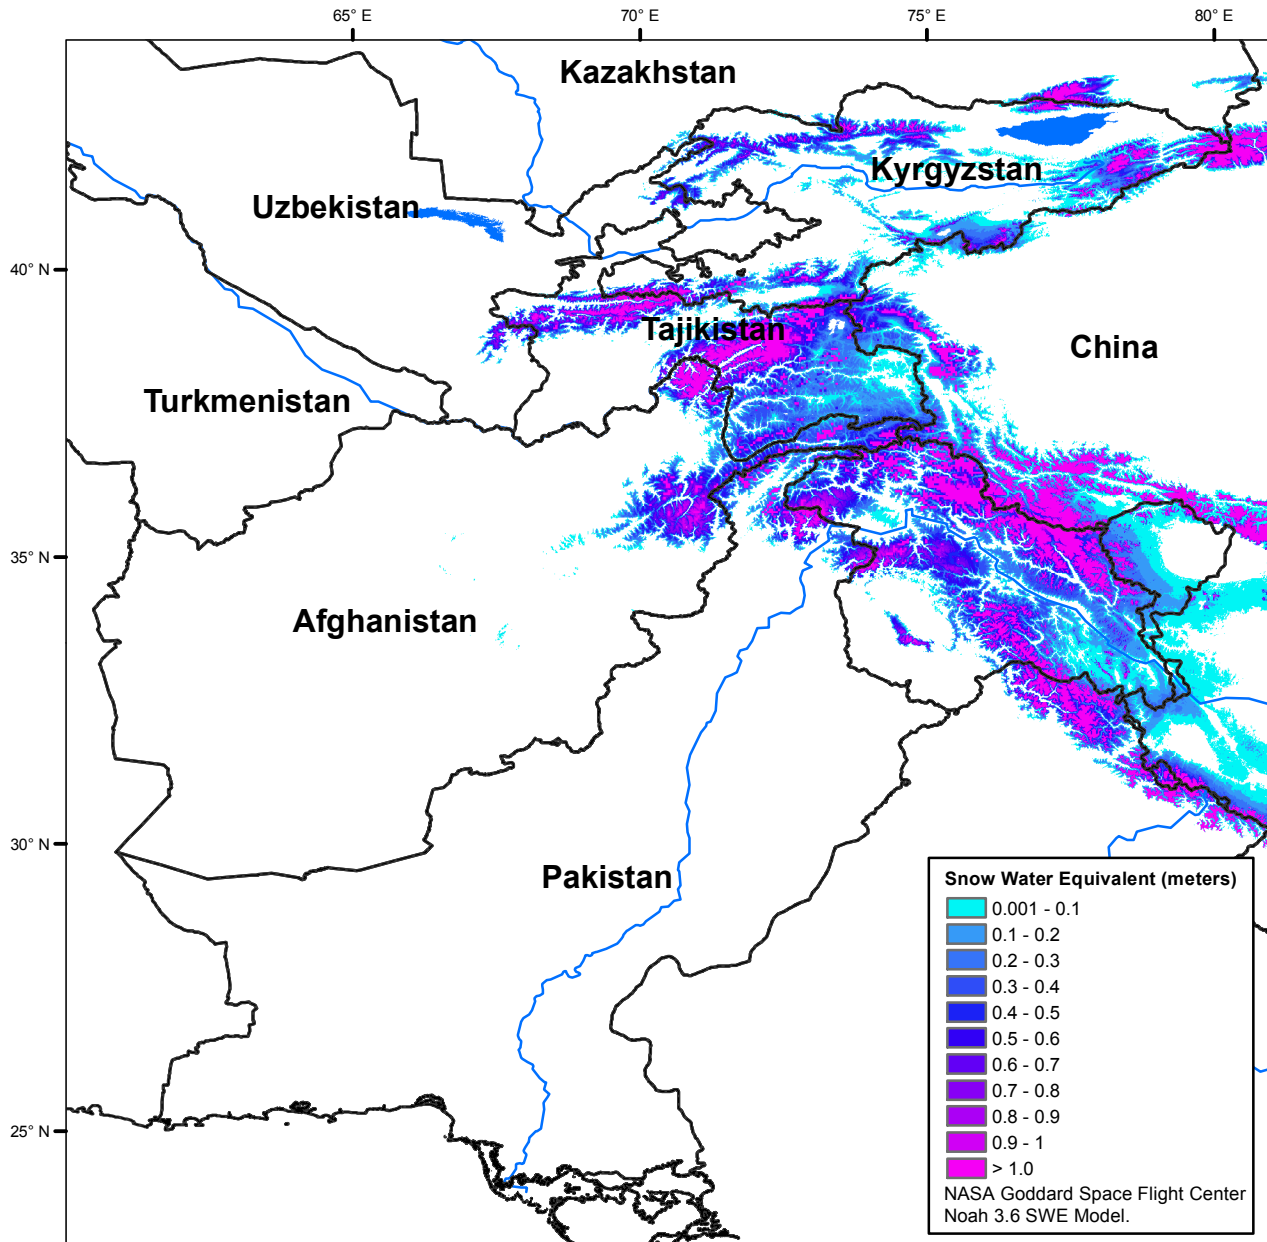 65° E
70° E
75° E
80° E
Kazakhstan
Kyrgyzstan
Uzbekistan
40° N
Tajikistan
China
Turkmenistan
35° N
Afghanistan
30° N
Pakistan
25° N
Snow Water Equivalent (meters)
0.001 - 0.1
0.1 - 0.2
0.2 - 0.3
0.3 - 0.4
0.4 - 0.5
0.5 - 0.6
0.6 - 0.7
0.7 - 0.8
0.8 - 0.9
0.9 - 1
> 1.0
NASA Goddard Space Flight Center
Noah 3.6 SWE Model.